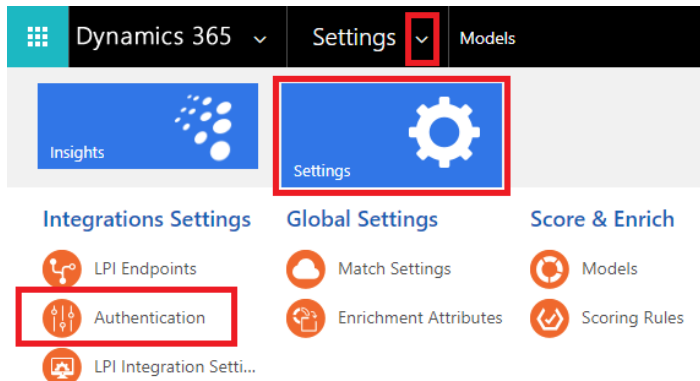 Dynamics 365 Settings Models
Insights
Settings
Integrations Settings Global Settings Score & Enrich
LPI Endpoints Match Settings Models
Authentication Enrichment Attributes Scoring Rules
LPI Integration Setti...